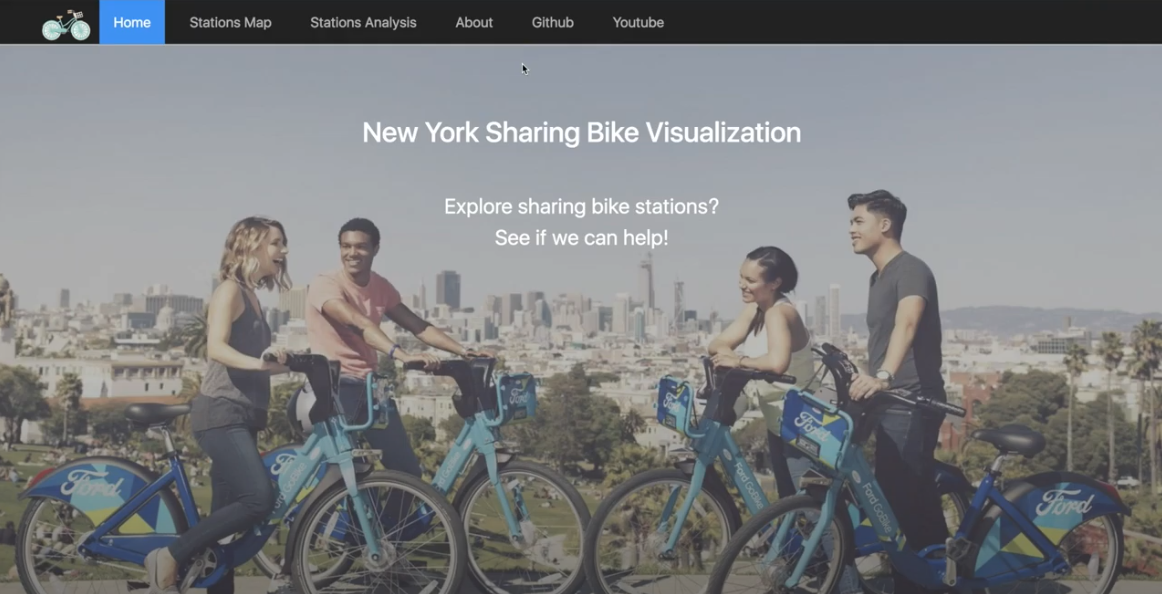 Home Stations Map Stations Analysis About Github Youtube
New York Sharing Bike Visualization
Explore sharing bike stations?
See if we can help!
Ford
Ford
Ford
Ford
Ford
Ford GoBike
Ford GoBike
Ford GoBike